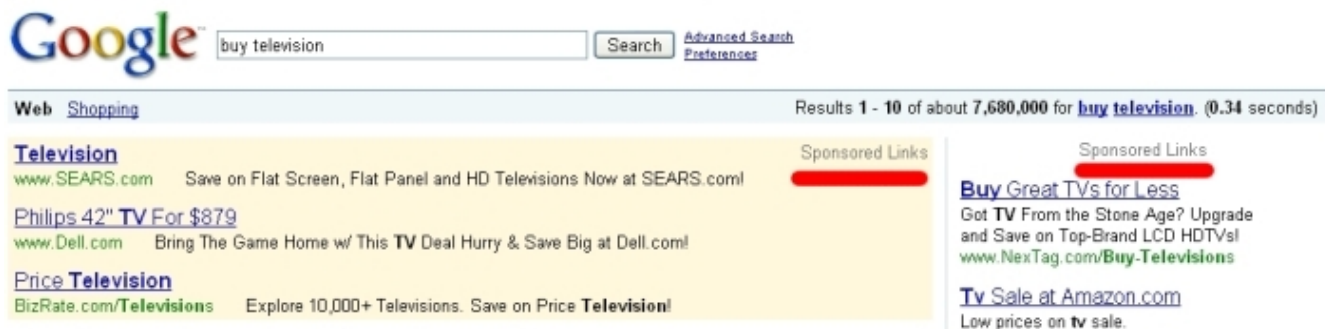 Google
buy television
Search
Advanced Search
Preferences
Web Shopping
Results 1 - 10 of about 7,680,000 for buy television. (0.34 seconds)
Television
Sponsored Links
www.SEARS.com Save on Flat Screen, Flat Panel and HD Televisions Now at SEARS.com!
Philips 42" TV For $879
www.Dell.com Bring The Game Home w/ This TV Deal Hurry & Save Big at Dell.com!
Price Television
BizRate.com/Televisions Explore 10,000+ Televisions. Save on Price Television!
Sponsored Links
Buy Great TVs for Less
Got TV From the Stone Age? Upgrade
and Save on Top-Brand LCD HDTVs!
www.NexTag.com/Buy-Televisions
Tv Sale at Amazon.com
Low prices on tv sale.